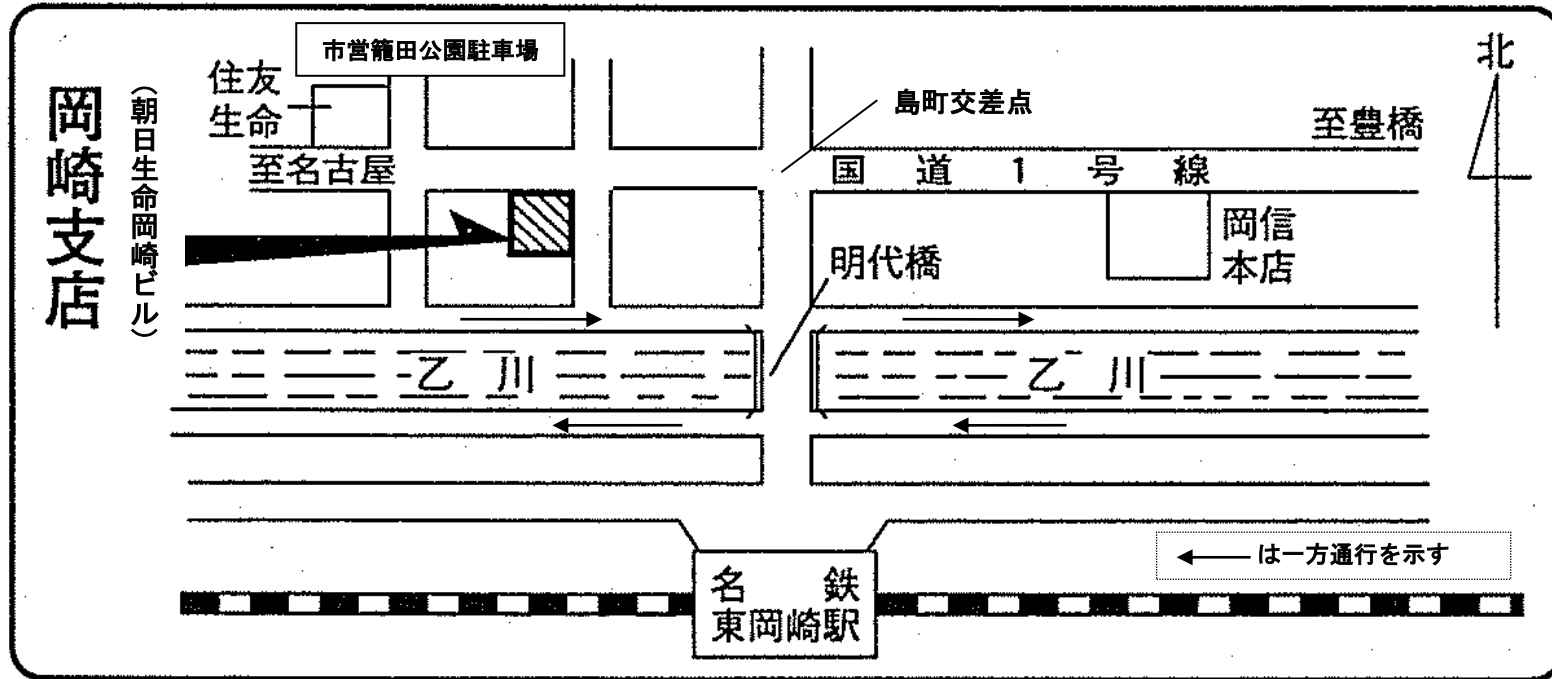 岡崎支店
（朝日生命岡崎ビル）
市営籠田公園駐車場
住友
生命
島町交差点
北
至豊橋
至名古屋
国道1号線
岡信
本店
明代橋
乙川
乙川
←は一方通行を示す
名鉄
東岡崎駅